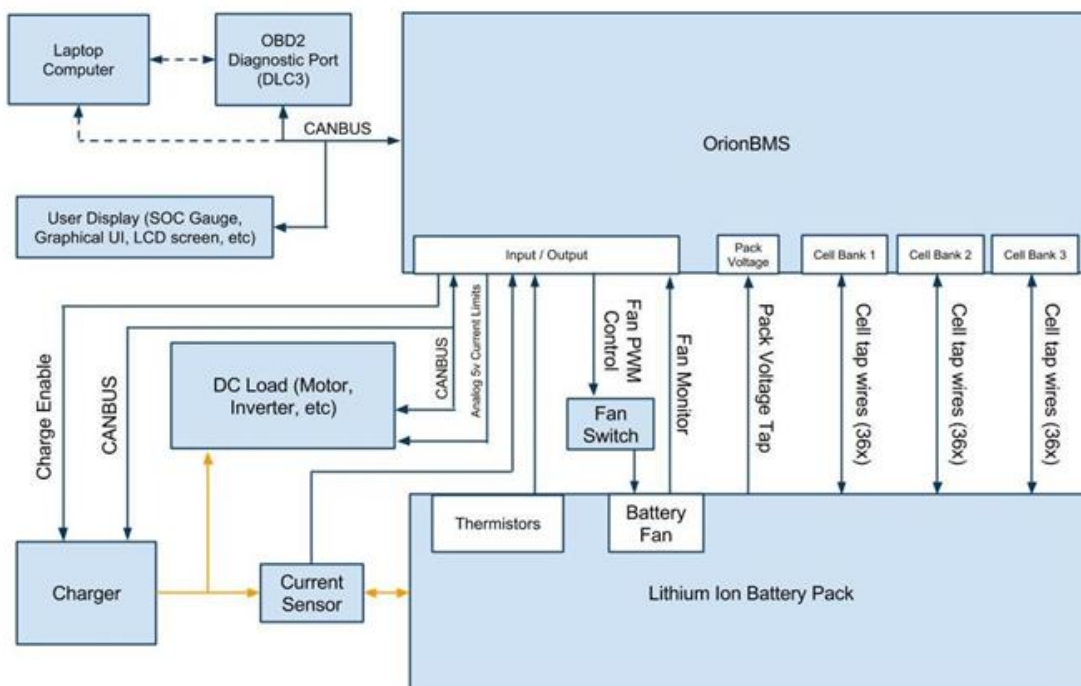 Laptop
Computer
OBD2
Diagnostic Port
(DLC3)
CANBUS
OrionBMS
User Display (SOC Gauge,
Graphical UI, LCD screen, etc)
Input / Output
Pack
Voltage
Cell Bank 1
Cell Bank 2
Cell Bank 3
Charge Enable
CANBUS
DC Load (Motor,
Inverter, etc)
CANBUS
Analog 5v Current Limits
Fan PWM
Control
Fan Monitor
Pack Voltage Tap
Cell tap wires (36x)
Cell tap wires (36x)
Cell tap wires (36x)
Fan
Switch
Thermistors
Battery
Fan
Charger
Current
Sensor
Lithium Ion Battery Pack